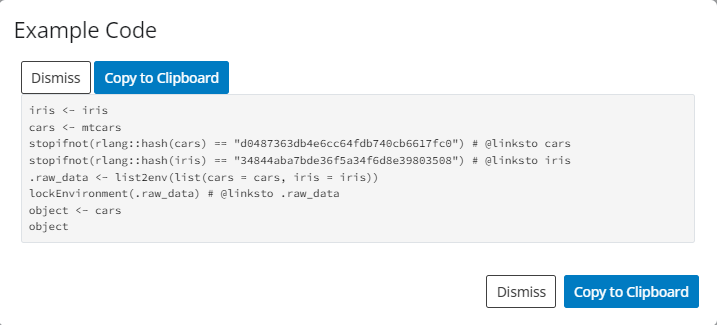 Example Code
Dismiss Copy to Clipboard
iris <- iris
cars <- mtcars
stopifnot(rlang::hash(cars) == "d0487363db4e6cc64fdb740cb6617fc0") # @linksto cars
stopifnot(rlang::hash(iris) == "34844aba7bde36f5a34f6d8e39803508") # @linksto iris
.raw_data <- list2env(list(cars = cars, iris = iris))
lockEnvironment(.raw_data) # @linksto .raw_data
object <- cars
object
Dismiss Copy to Clipboard